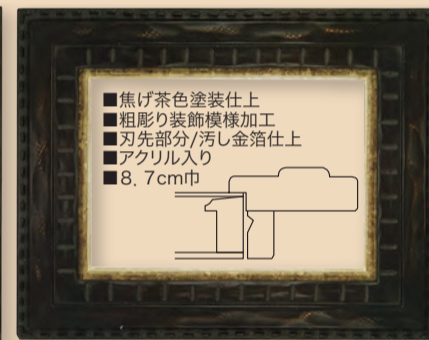 ■焦げ茶色塗装仕上
■粗彫り装飾模様加工
■刃先部分/汚し金箔仕上
■アクリル入り
■8．7cm巾